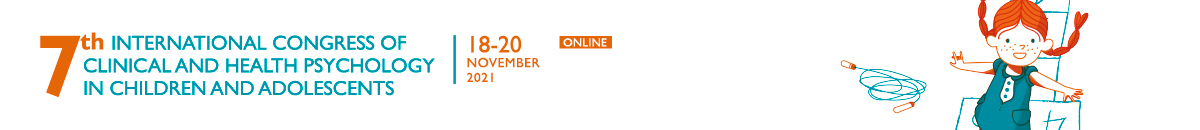 7th INTERNATIONAL CONGRESS OF
CLINICAL AND HEALTH PSYCHOLOGY
IN CHILDREN AND ADOLESCENTS
18-20
NOVEMBER
2021
ONLINE